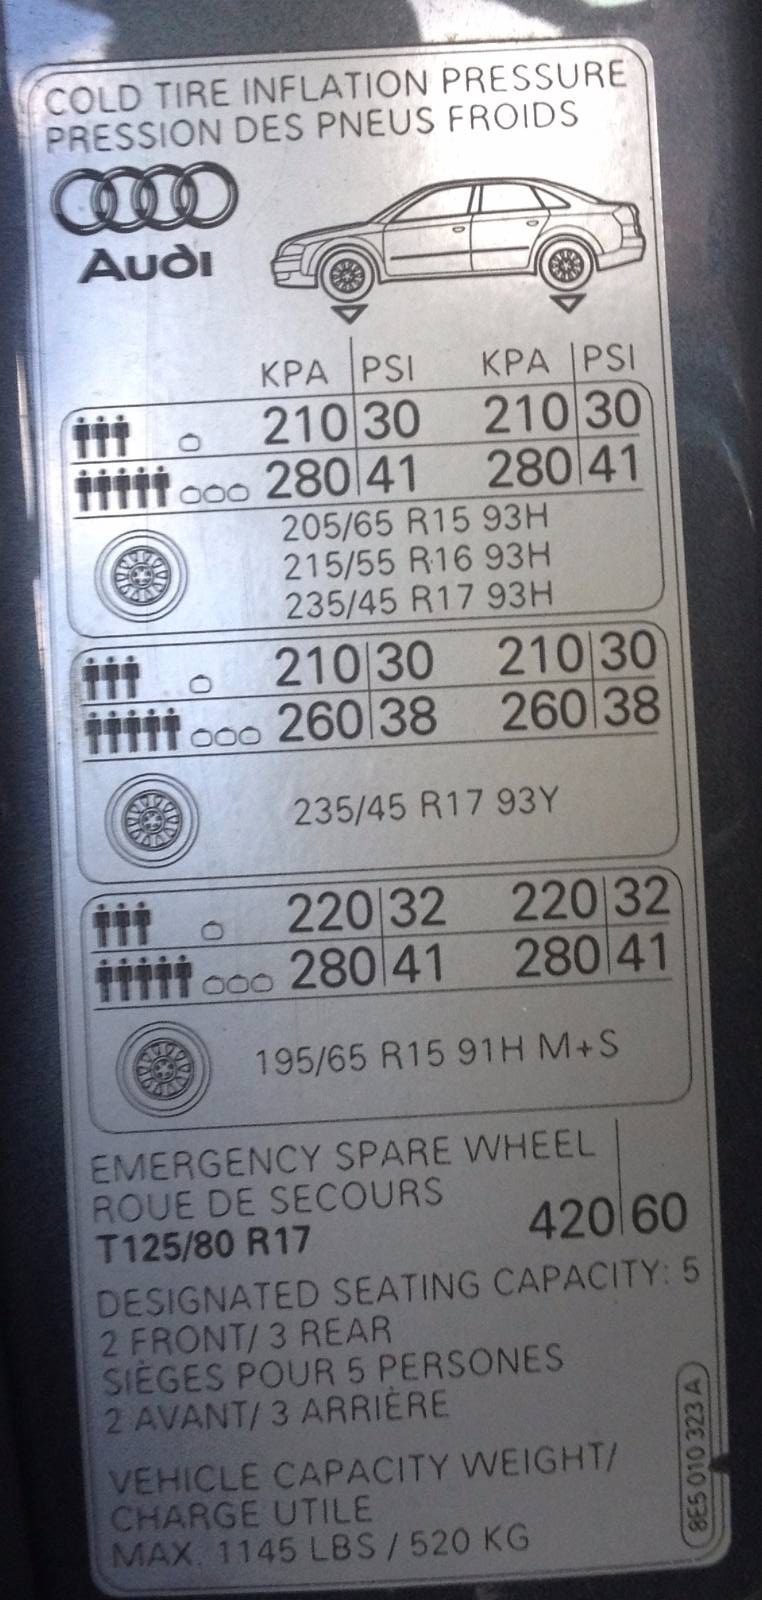 COLD TIRE INFLATION PRESSURE
PRESSION DES PNEUS FROIDS
Audi
KPA PSI KPA PSI
210 30 210 30
280 41 280 41
205/65 R15 93H
215/55 R16 93H
235/45 R17 93H
210 30 210 30
260 38 260 38
235/45 R17 93Y
220 32 220 32
280 41 280 41
195/65 R15 91H M+S
EMERGENCY SPARE WHEEL
ROUE DE SECOURS
T125/80 R17 420 60
DESIGNATED SEATING CAPACITY: 5
2 FRONT/ 3 REAR
SIÈGES POUR 5 PERSONES
2 AVANT/ 3 ARRIÈRE
VEHICLE CAPACITY WEIGHT/
CHARGE UTILE
MAX. 1145 LBS / 520 KG
8E5 010 323 A